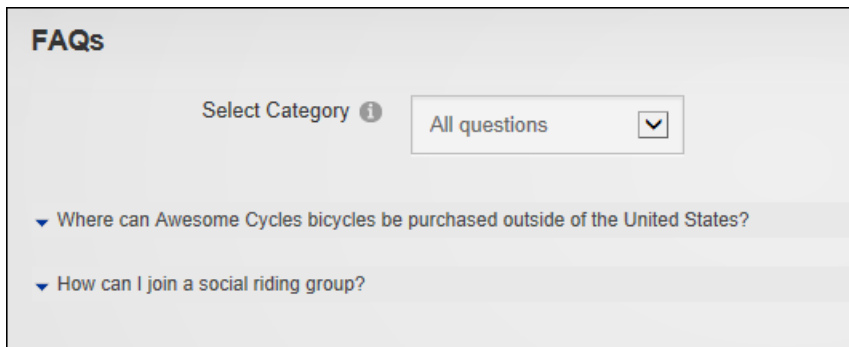 FAQs
Select Category
All questions
Where can Awesome Cycles bicycles be purchased outside of the United States?
How can I join a social riding group?